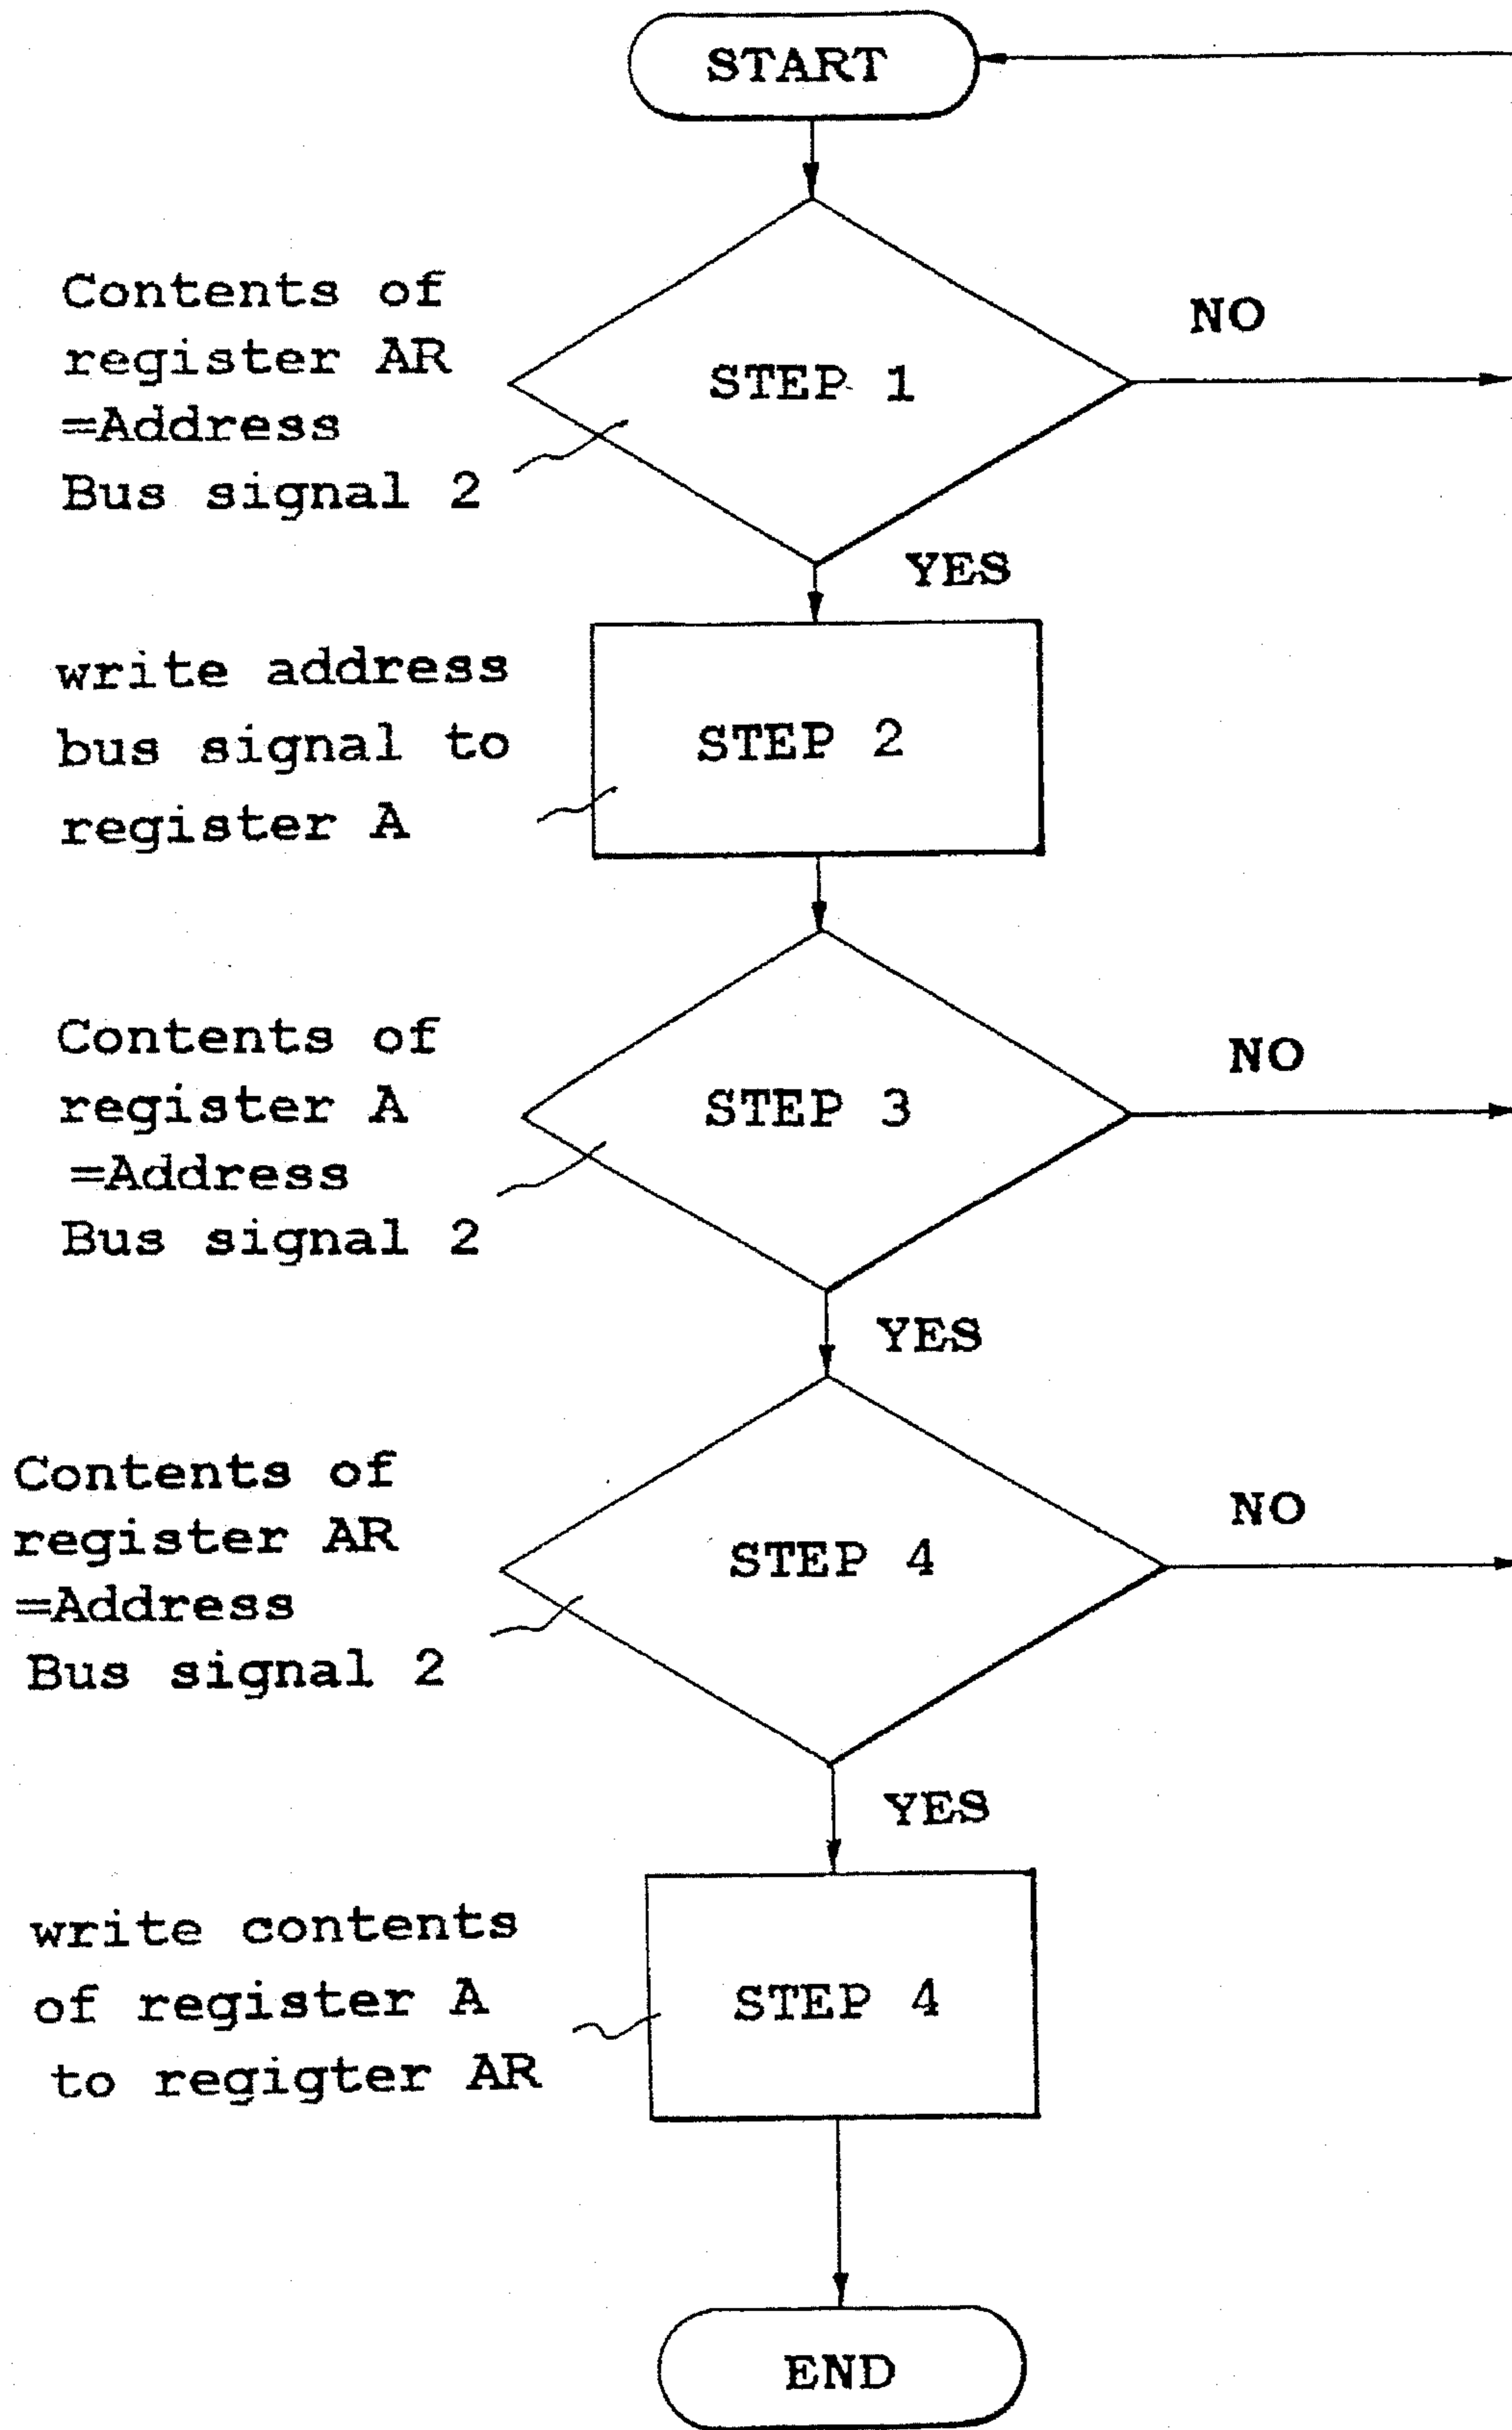 START
Contents of
register AR
=Address
Bus signal 2
STEP 1
NO
YES
write address
bus signal to
register A
STEP 2
Contents of
register A
=Address
Bus signal 2
STEP 3
NO
YES
Contents of
register AR
=Address
Bus signal 2
STEP 4
NO
YES
write contents
of register A
to regigter AR
STEP 4
END